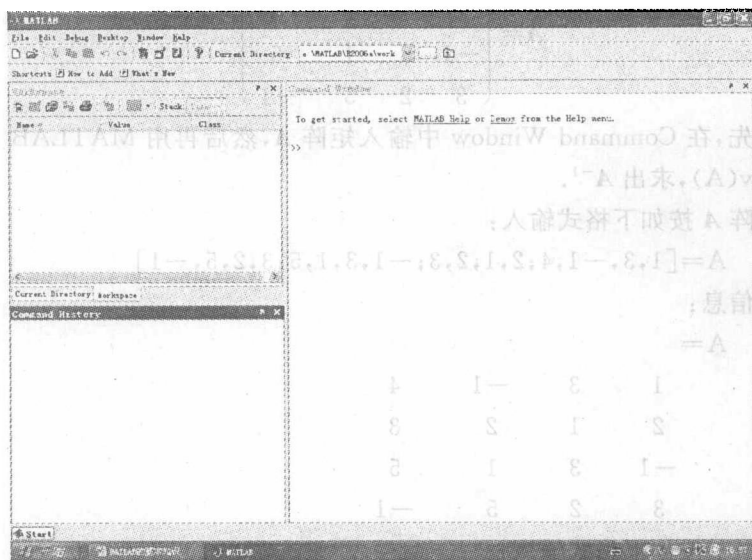 MATLAB
File Edit Debug Desktop Window Help
Current Directory: \MATLAB\R2006a\work
Shortcuts How to Add What's New
Workspace
Stack:
Name Value Class
Current Directory Workspace
Command History
Command Window
To get started, select MATLAB Help or Demos from the Help menu.
>>
先,在 Command Window 中输入矩阵 A,然后再用 MATLAB
v(A),求出 A⁻¹.
阵 A 按如下格式输入:
A=[1,3,-1,4;2,1,2,3;-1,3,1,5;3,2,5,-1]
信息:
A=
1 3 -1 4
2 1 2 3
-1 3 1 5
3 2 5 -1
Start
MATLAB